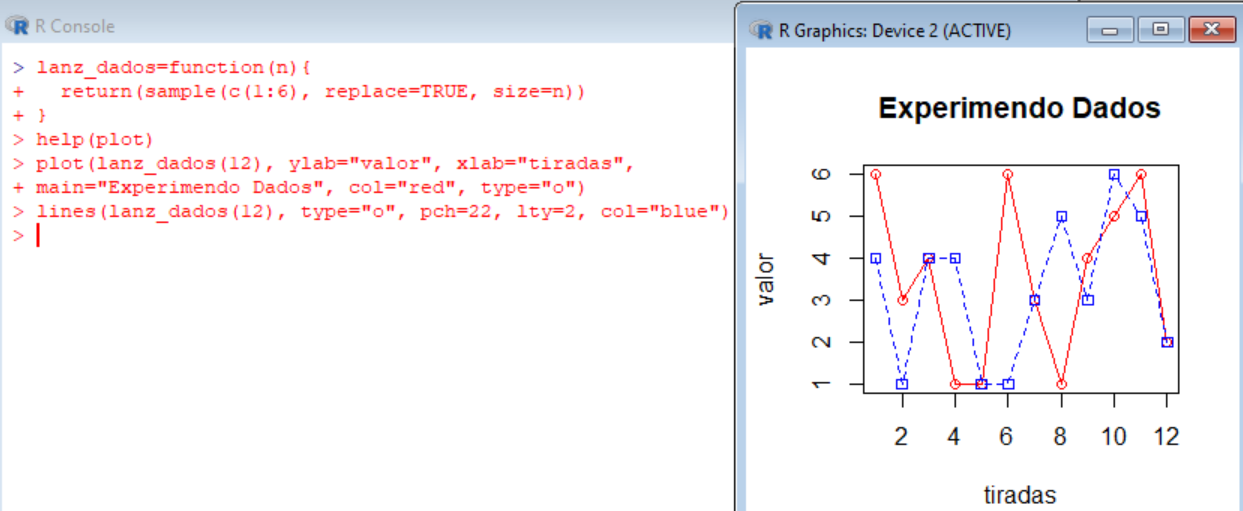 R Console
> lanz_dados=function(n){
+   return(sample(c(1:6), replace=TRUE, size=n))
+ }
> help(plot)
> plot(lanz_dados(12), ylab="valor", xlab="tiradas",
+ main="Experimendo Dados", col="red", type="o")
> lines(lanz_dados(12), type="o", pch=22, lty=2, col="blue")
>
R Graphics: Device 2 (ACTIVE)
Experimendo Dados
6
5
4
3
2
1
valor
2 4 6 8 10 12
tiradas